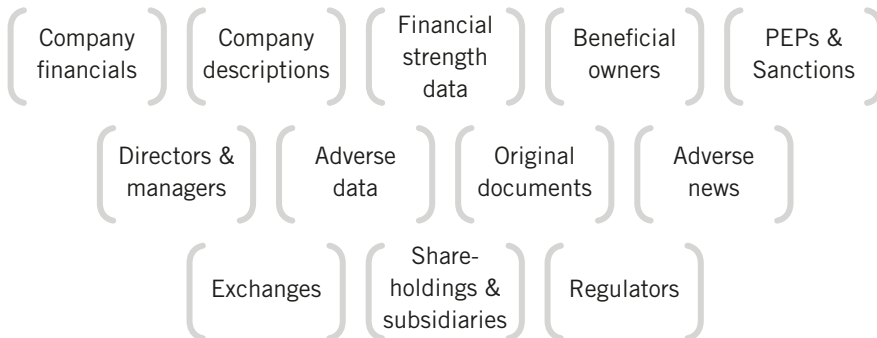 Company
financials
Company
descriptions
Financial
strength
data
Beneficial
owners
PEPs &
Sanctions
Directors &
managers
Adverse
data
Original
documents
Adverse
news
Exchanges
Share-
holdings &
subsidiaries
Regulators